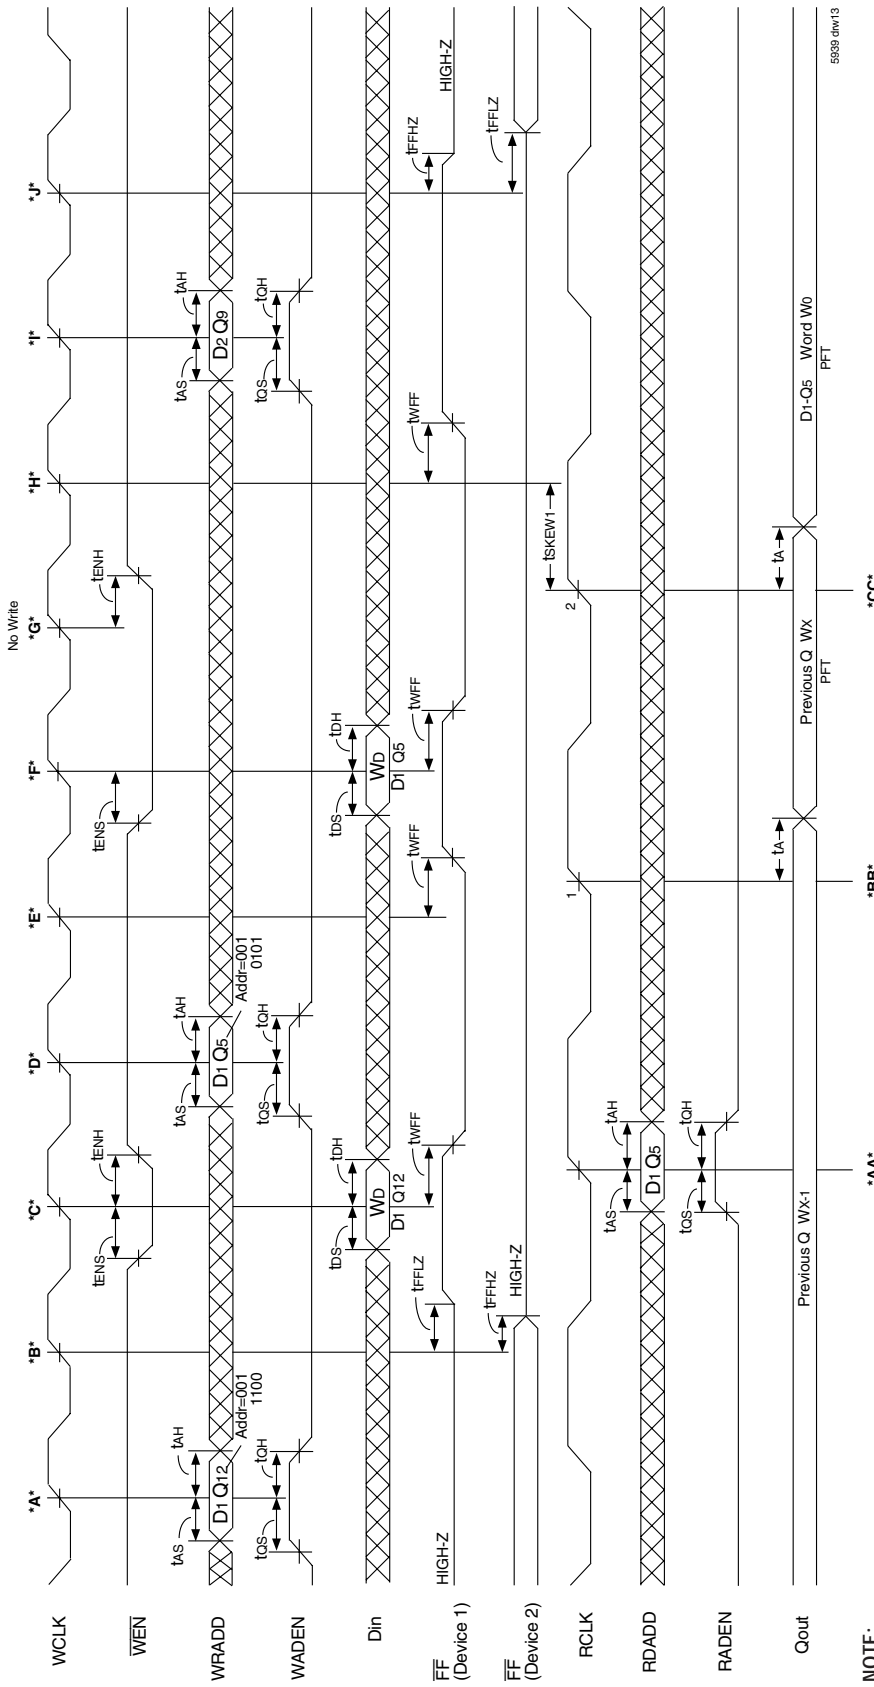 No Write
*A* *B* *C* *D* *E* *F* *G* *H* *I* *J*
WCLK
tENS tENH tENS tENH
WEN
tAS tAH tAS tAH tAS tAH
WRADD D1 Q12 D1 Q5 D2 Q9
Addr=001
1100
Addr=001
0101
tQS tQH tQS tQH tQS tQH
WADEN
tDS tDH tDS tDH
Din WD WD
D1 Q12 D1 Q5
tFFLZ tWFF tWFF tWFF tWFF tFFHZ
HIGH-Z HIGH-Z
FF
(Device 1)
tFFHZ tFFLZ
HIGH-Z
FF
(Device 2)
tSKEW1
RCLK 1 2
tAS tAH
RDADD D1 Q5
tQS tQH
RADEN
tA tA
Qout Previous Q WX-1 Previous Q WX D1-Q5 Word W0
PFT PFT
*AA* *BB* *CC*
5939 drw13
NOTE: